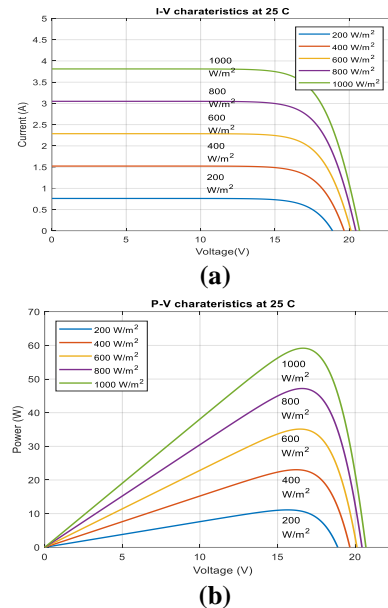 I-V charateristics at 25 C
5
4.5
4
3.5
3
2.5
2
1.5
1
0.5
0
Current (A)
1000
W/m²
800
W/m²
600
W/m²
400
W/m²
200
W/m²
200 W/m²
400 W/m²
600 W/m²
800 W/m²
1000 W/m²
0 5 10 15 20
Voltage(V)
(a)
P-V charateristics at 25 C
70
60
50
40
30
20
10
0
Power (W)
200 W/m²
400 W/m²
600 W/m²
800 W/m²
1000 W/m²
1000
W/m²
800
W/m²
600
W/m²
400
W/m²
200
W/m²
0 5 10 15 20
Voltage (V)
(b)